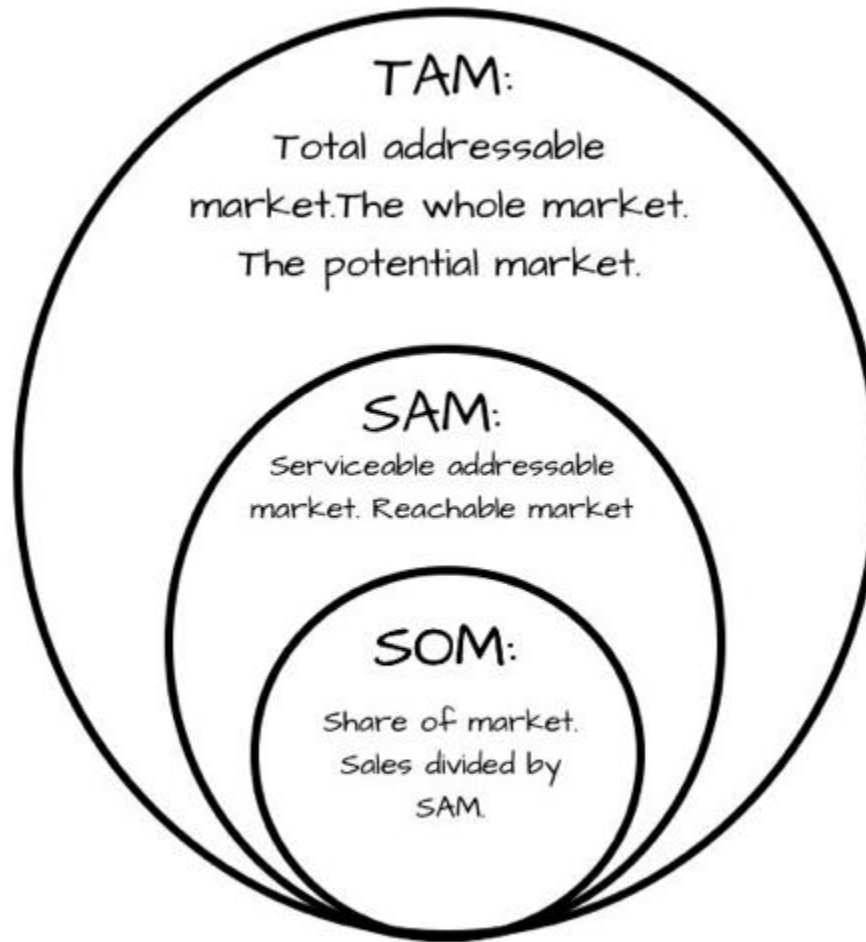 TAM:
Total addressable
market.The whole market.
The potential market.
SAM:
Serviceable addressable
market. Reachable market
SOM:
Share of market.
Sales divided by
SAM.